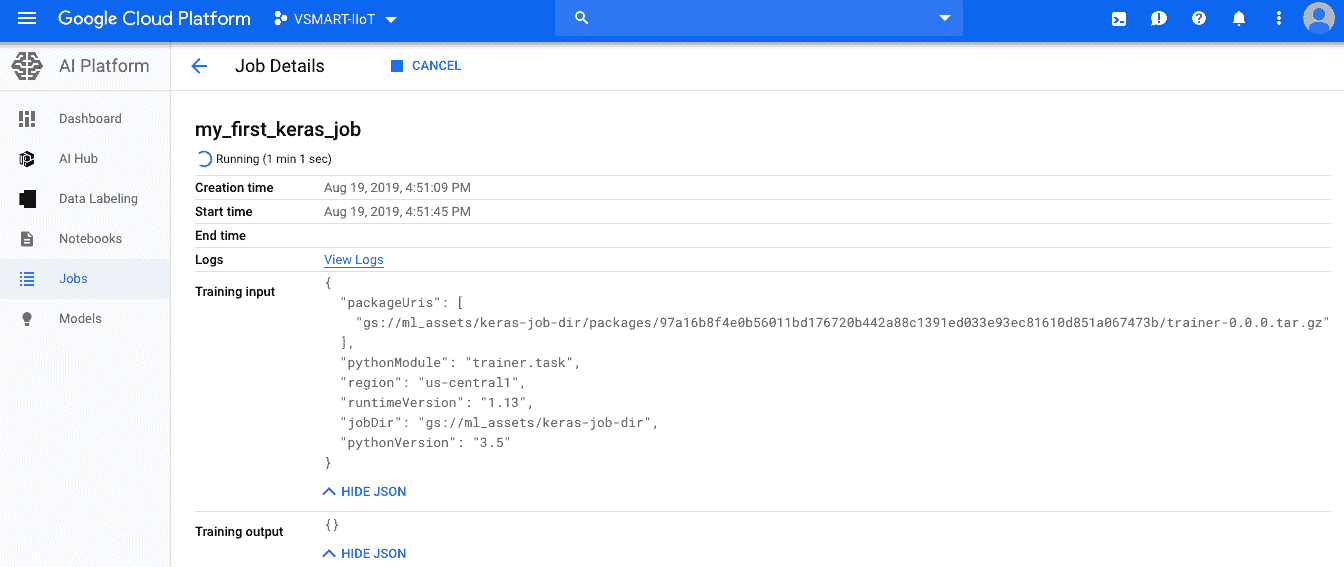 Google Cloud Platform VSMART-IIoT
AI Platform Job Details CANCEL
Dashboard
AI Hub
Data Labeling
Notebooks
Jobs
Models
my_first_keras_job
Running (1 min 1 sec)
Creation time Aug 19, 2019, 4:51:09 PM
Start time Aug 19, 2019, 4:51:45 PM
End time
Logs View Logs
Training input {
"packageUris": [
"gs://ml_assets/keras-job-dir/packages/97a16b8f4e0b56011bd176720b442a88c1391ed033e93ec81610d851a067473b/trainer-0.0.0.tar.gz"
],
"pythonModule": "trainer.task",
"region": "us-central1",
"runtimeVersion": "1.13",
"jobDir": "gs://ml_assets/keras-job-dir",
"pythonVersion": "3.5"
}
HIDE JSON
Training output {}
HIDE JSON